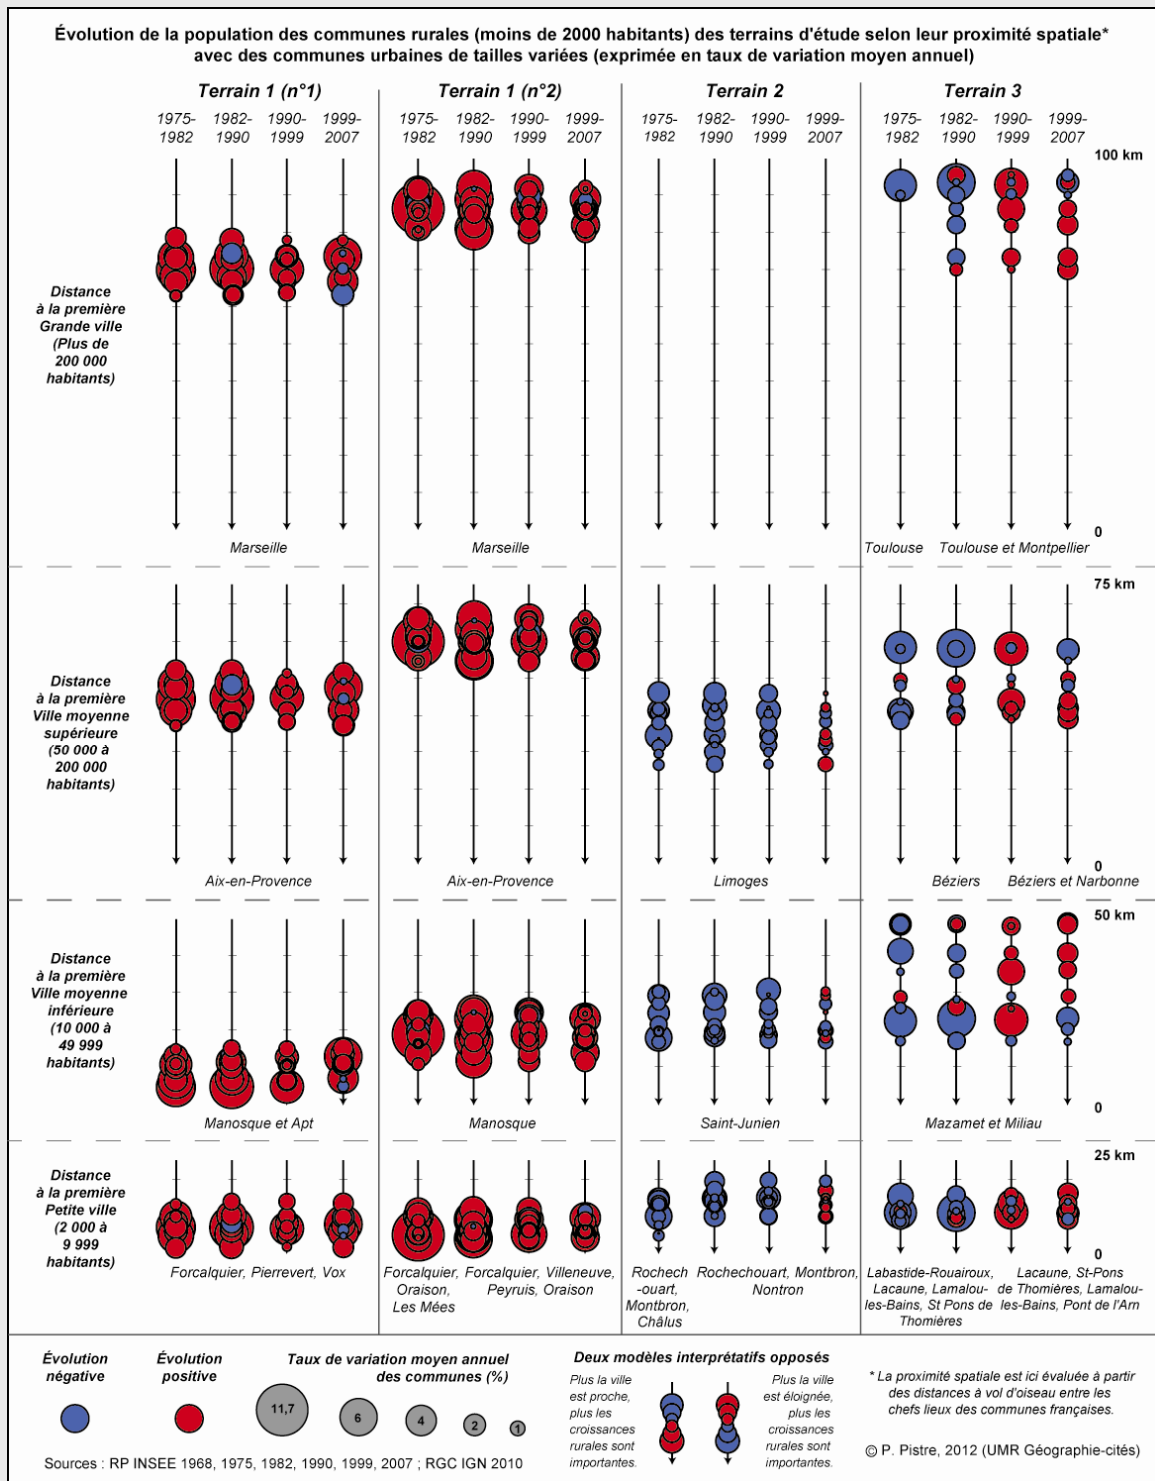 Évolution de la population des communes rurales (moins de 2000 habitants) des terrains d'étude selon leur proximité spatiale*
avec des communes urbaines de tailles variées (exprimée en taux de variation moyen annuel)
Terrain 1 (n°1)
Terrain 1 (n°2)
Terrain 2
Terrain 3
1975-
1982
1982-
1990
1990-
1999
1999-
2007
1975-
1982
1982-
1990
1990-
1999
1999-
2007
1975-
1982
1982-
1990
1990-
1999
1999-
2007
1975-
1982
1982-
1990
1990-
1999
1999-
2007
100 km
Distance
à la première
Grande ville
(Plus de
200 000
habitants)
0
Marseille
Marseille
Toulouse
Toulouse et Montpellier
75 km
Distance
à la première
Ville moyenne
supérieure
(50 000 à
200 000
habitants)
0
Aix-en-Provence
Aix-en-Provence
Limoges
Béziers
Béziers et Narbonne
50 km
Distance
à la première
Ville moyenne
inférieure
(10 000 à
49 999
habitants)
0
Manosque et Apt
Manosque
Saint-Junien
Mazamet et Miliau
25 km
Distance
à la première
Petite ville
(2 000 à
9 999
habitants)
0
Forcalquier, Pierrevert, Vox
Forcalquier,
Oraison,
Les Mées
Forcalquier, Villeneuve,
Peyruis, Oraison
Rochech
-ouart,
Montbron,
Châlus
Rochechouart, Montbron,
Nontron
Labastide-Rouairoux,
Lacaune, Lamalou-
les-Bains, St Pons de
Thomières
Lacaune, St-Pons
de Thomières, Lamalou-
les-Bains, Pont de l'Arn
Évolution
négative
Évolution
positive
Taux de variation moyen annuel
des communes (%)
11,7
6
4
2
1
Sources : RP INSEE 1968, 1975, 1982, 1990, 1999, 2007 ; RGC IGN 2010
Deux modèles interprétatifs opposés
Plus la ville
est proche,
plus les
croissances
rurales sont
importantes.
Plus la ville
est éloignée,
plus les
croissances
rurales sont
importantes.
* La proximité spatiale est ici évaluée à partir
des distances à vol d'oiseau entre les
chefs lieux des communes françaises.
© P. Pistre, 2012 (UMR Géographie-cités)